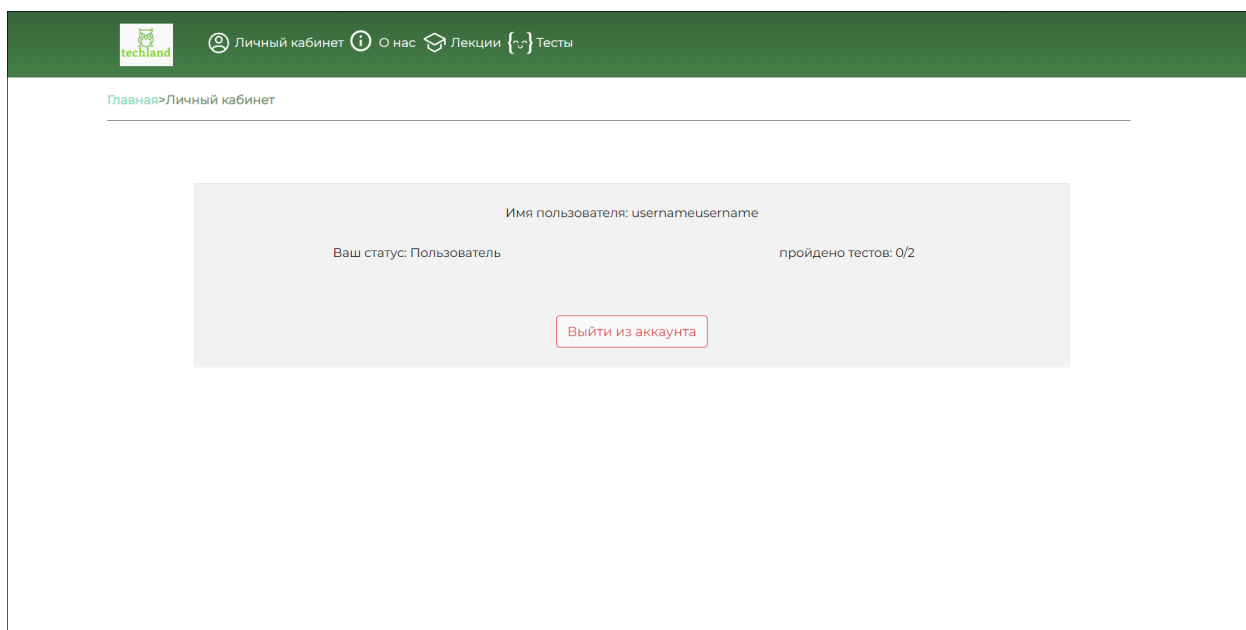 techland
Личный кабинет О нас Лекции Тесты
Главная>Личный кабинет
Имя пользователя: usernameusername
Ваш статус: Пользователь пройдено тестов: 0/2
Выйти из аккаунта